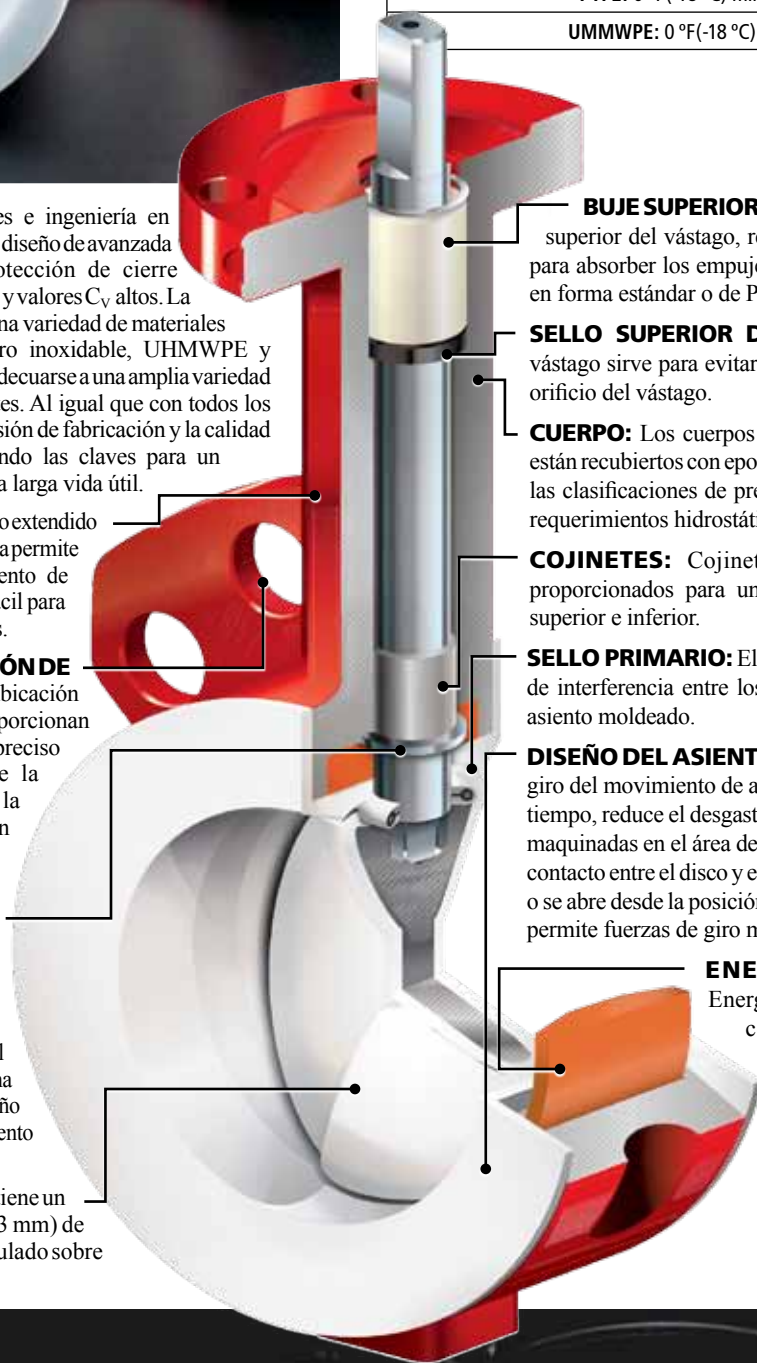 UMMWPE: 0 ºF(-18 ºC)
es e ingeniería en
diseño de avanzada
otección de cierre
y valores CV altos. La
na variedad de materiales
ro inoxidable, UHMWPE y
decuarse a una amplia variedad
es. Al igual que con todos los
sión de fabricación y la calidad
ndo las claves para un
a larga vida útil.
o extendido
a permite
ento de
cil para
s.
ÓN DE
bicación
porcionan
preciso
e la
la
n
l
na
ño
ento
tiene un
3 mm) de
ulado sobre
BUJE SUPERIOR
superior del vástago, re
para absorber los empuje
en forma estándar o de P
SELLO SUPERIOR D
vástago sirve para evitar
orificio del vástago.
CUERPO: Los cuerpos
están recubiertos con epo
las clasificaciones de pre
requerimientos hidrostáti
COJINETES: Cojinet
proporcionados para un
superior e inferior.
SELLO PRIMARIO: El
de interferencia entre los
asiento moldeado.
DISEÑO DEL ASIENT
giro del movimiento de a
tiempo, reduce el desgast
maquinadas en el área de
contacto entre el disco y e
o se abre desde la posición
permite fuerzas de giro m
ENE
Energ
c